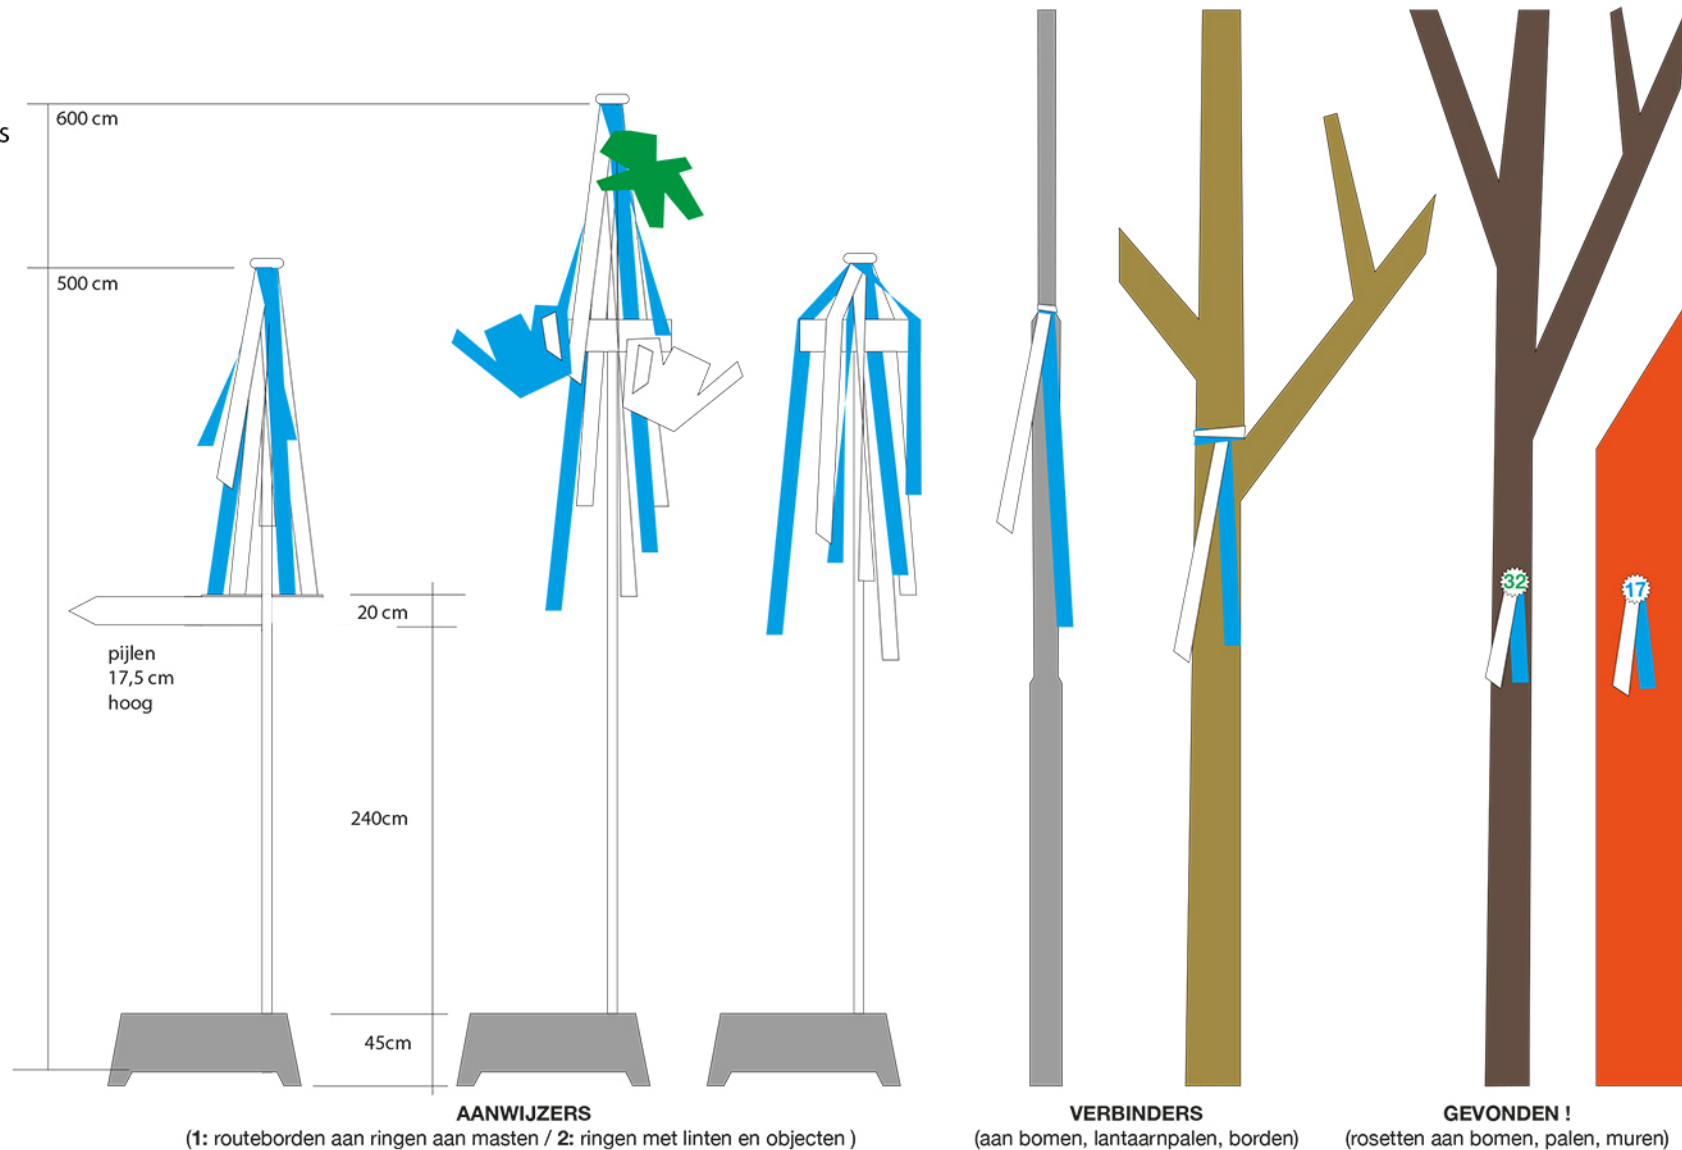 s
600 cm
500 cm
20 cm
pijlen
17,5 cm
hoog
240cm
45cm
32
17
AANWIJZERS
(1: routeborden aan ringen aan masten / 2: ringen met linten en objecten )
VERBINDERS
(aan bomen, lantaarnpalen, borden)
GEVONDEN !
(rosetten aan bomen, palen, muren)